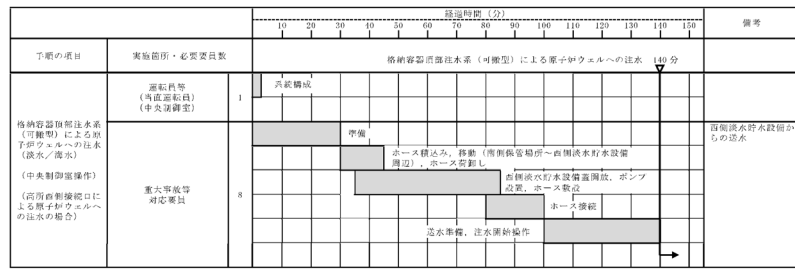 経過時間（分）
備考
10 20 30 40 50 60 70 80 90 100 110 120 130 140 150
手順の項目
実施箇所・必要要員数
格納容器頂部注水系（可搬型）による原子炉ウェルへの注水 140分
格納容器頂部注水系
（可搬型）による原
子炉ウェルへの注水
（淡水／海水）
（中央制御室操作）
（高所西側接続口に
よる原子炉ウェルへ
の注水の場合）
運転員等
（当直運転員）
（中央制御室）
1
系統構成
重大事故等
対応要員
8
準備
ホース積込み，移動（南側保管場所～西側淡水貯水設備
周辺），ホース荷卸し
西側淡水貯水設備蓋開放，ポンプ
設置，ホース敷設
ホース接続
送水準備，注水開始操作
西側淡水貯水設備か
らの送水